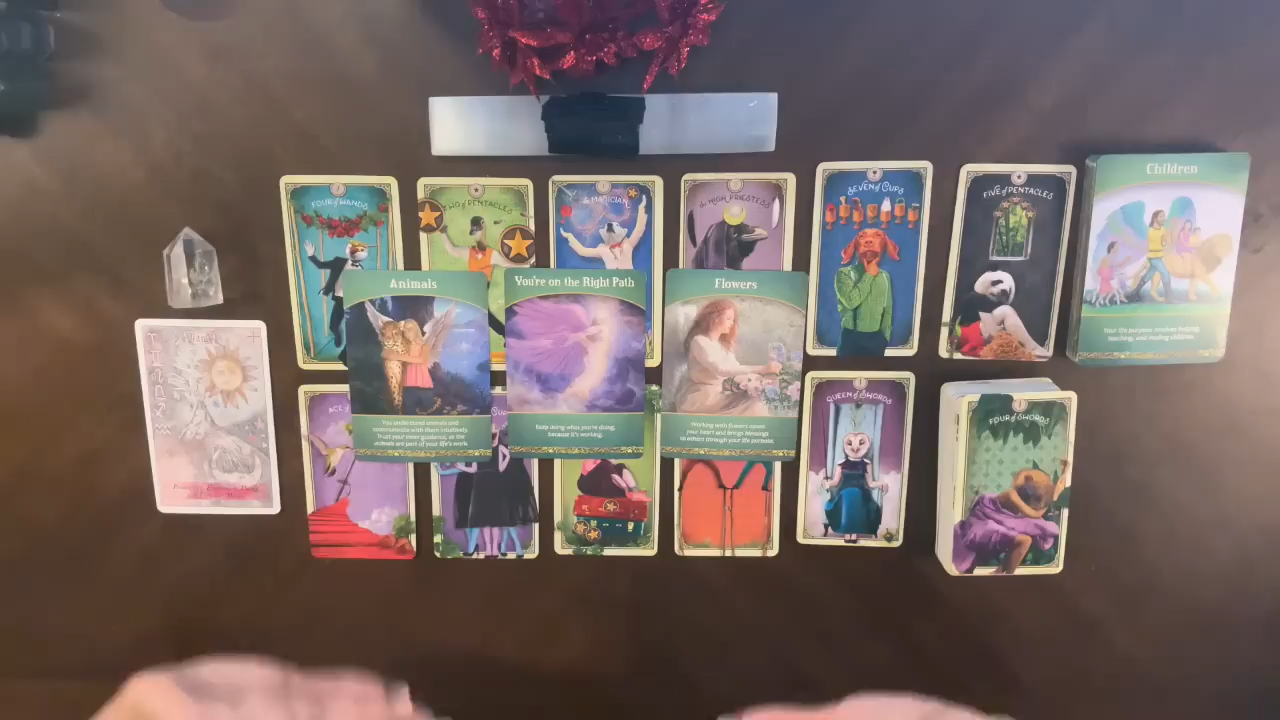 FOUR of WANDS
OF PENTACLES
MAGICIAN
HIGH PRIESTESS
SEVEN of CUPS
FIVE of PENTACLES
Children
Your life purpose involves helping,
teaching, and healing children.
Animals
You understand animals and
communicate with them intuitively.
Trust your inner guidance, as the
animals are part of your life's work.
You're on the Right Path
Keep doing what you're doing,
because it's working.
Flowers
Working with flowers opens
your heart and brings blessings
to others through your life purpose.
ACE
QUEEN of SWORDS
FOUR of SWORDS